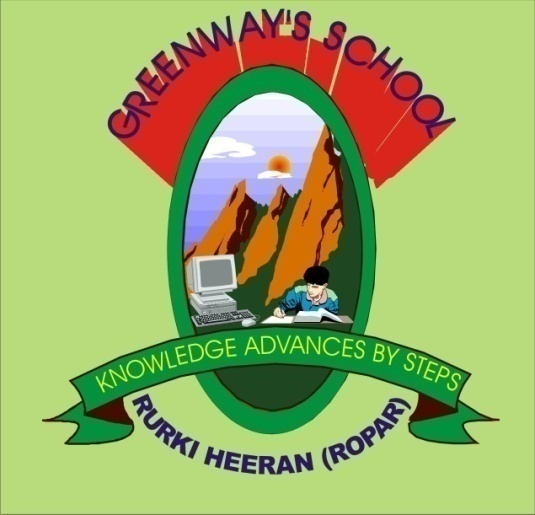 GREENWAY'S SCHOOL
KNOWLEDGE ADVANCES BY STEPS
RURKI HEERAN (ROPAR)